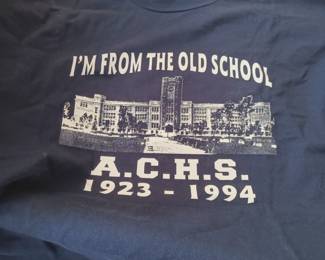 I'M FROM THE OLD SCHOOL
A.C.H.S.
1923 - 1994